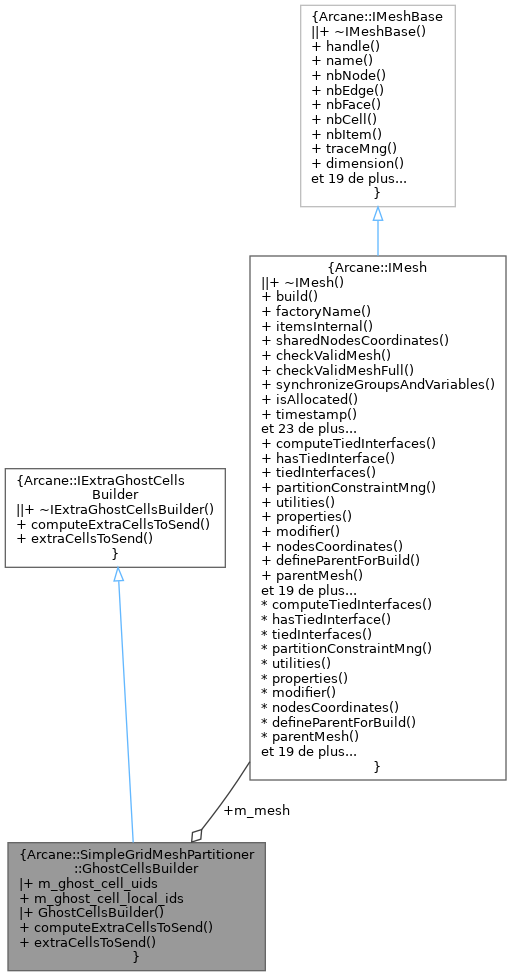 {Arcane::IMeshBase
||+ ~IMeshBase()
+ handle()
+ name()
+ nbNode()
+ nbEdge()
+ nbFace()
+ nbCell()
+ nbItem()
+ traceMng()
+ dimension()
et 19 de plus...
}
{Arcane::IMesh
||+ ~IMesh()
+ build()
+ factoryName()
+ itemsInternal()
+ sharedNodesCoordinates()
+ checkValidMesh()
+ checkValidMeshFull()
+ synchronizeGroupsAndVariables()
+ isAllocated()
+ timestamp()
et 23 de plus...
+ computeTiedInterfaces()
+ hasTiedInterface()
+ tiedInterfaces()
+ partitionConstraintMng()
+ utilities()
+ properties()
+ modifier()
+ nodesCoordinates()
+ defineParentForBuild()
+ parentMesh()
et 19 de plus...
* computeTiedInterfaces()
* hasTiedInterface()
* tiedInterfaces()
* partitionConstraintMng()
* utilities()
* properties()
* modifier()
* nodesCoordinates()
* defineParentForBuild()
* parentMesh()
et 19 de plus...
}
{Arcane::IExtraGhostCells
Builder
||+ ~IExtraGhostCellsBuilder()
+ computeExtraCellsToSend()
+ extraCellsToSend()
}
+m_mesh
{Arcane::SimpleGridMeshPartitioner
::GhostCellsBuilder
|+ m_ghost_cell_uids
+ m_ghost_cell_local_ids
|+ GhostCellsBuilder()
+ computeExtraCellsToSend()
+ extraCellsToSend()
}